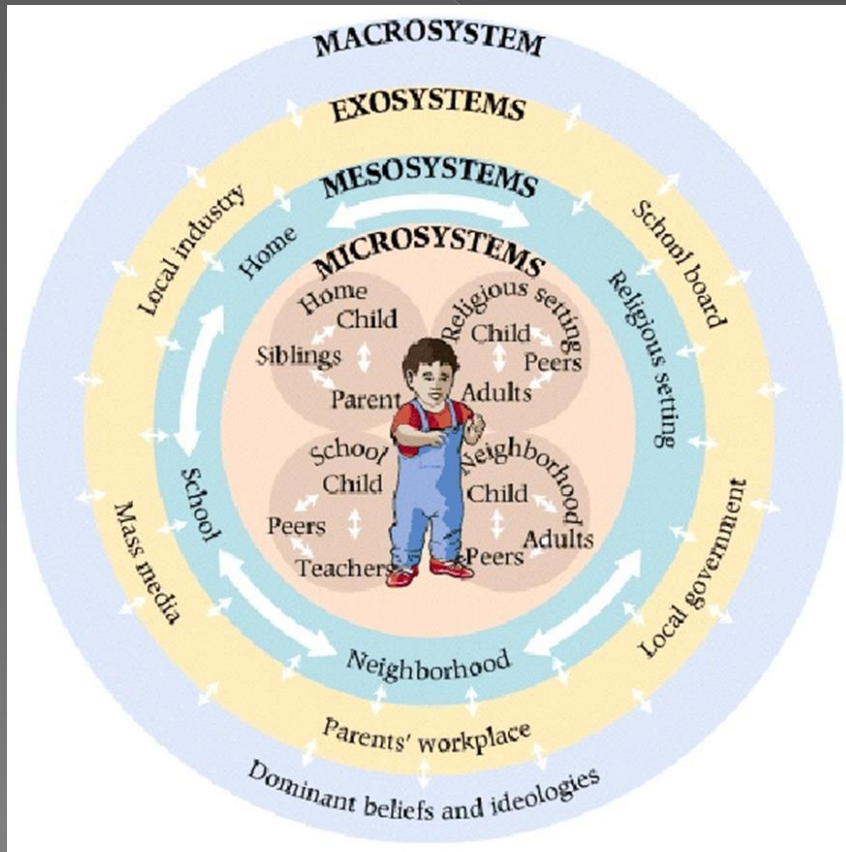 MACROSYSTEM
EXOSYSTEMS
MESOSYSTEMS
MICROSYSTEMS
Home
Child
Siblings
Parent
Religious setting
Child
Peers
Adults
School
Child
Peers
Teachers
Neighborhood
Child
Adults
Peers
Home
Religious setting
School
Neighborhood
Local industry
School board
Mass media
Local government
Parents' workplace
Dominant beliefs and ideologies